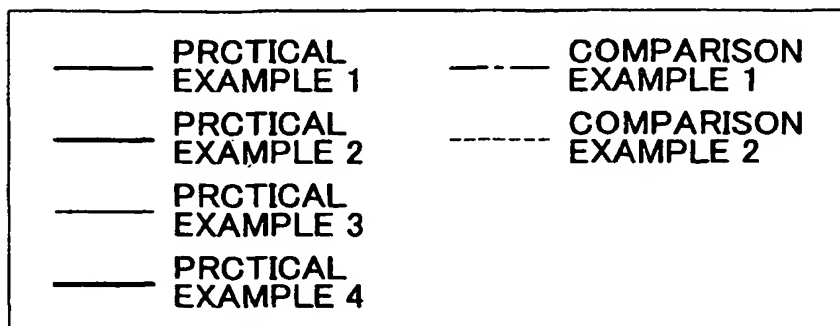 PRCTICAL
EXAMPLE 1
PRCTICAL
EXAMPLE 2
PRCTICAL
EXAMPLE 3
PRCTICAL
EXAMPLE 4
COMPARISON
EXAMPLE 1
COMPARISON
EXAMPLE 2